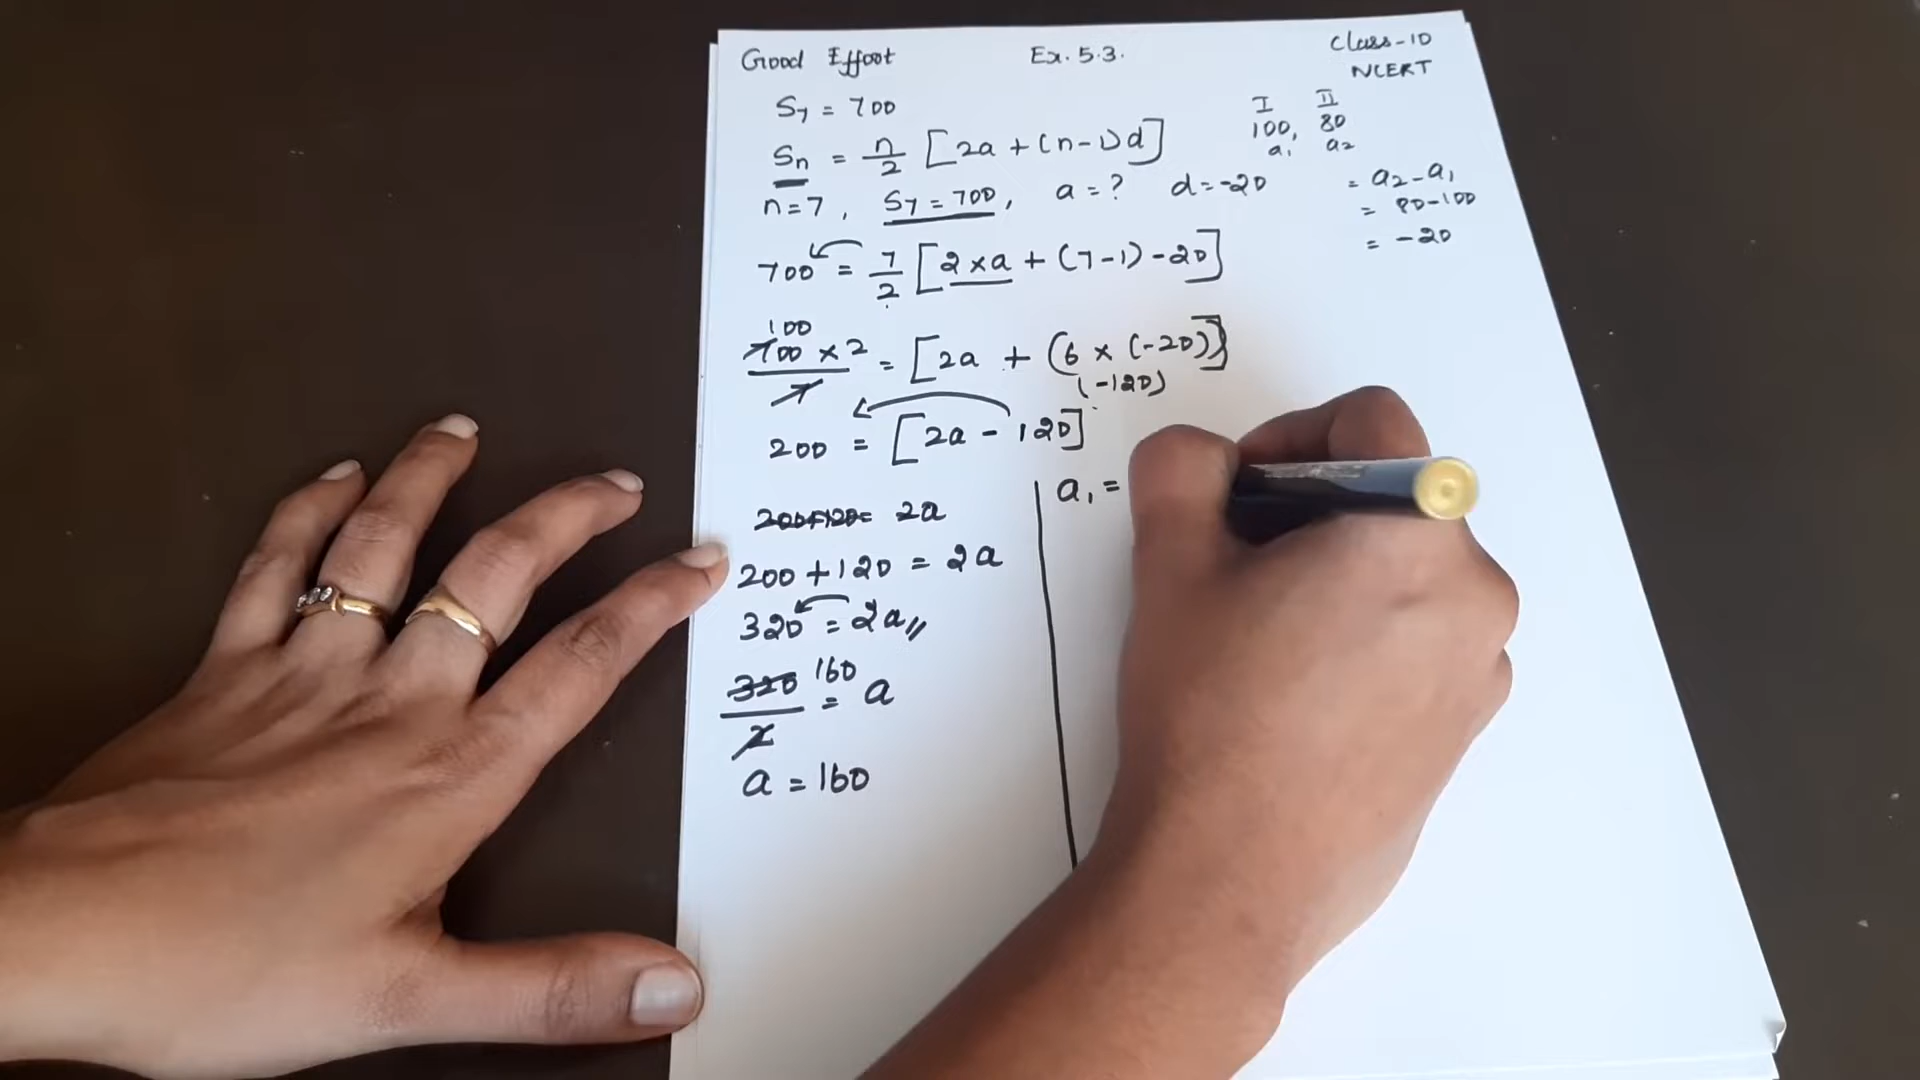 Good Effort Ex. 5.3. Class-10
NCERT
S7 = 700
I II
100, 80
a1 a2
Sn = n/2 [2a + (n-1)d]
n=7, S7 = 700, a = ? d = -20
= a2 - a1
= 80-100
= -20
700 = 7/2 [2 × a + (7-1) -20]
100
700 × 2 / 7 = [2a + (6 × (-20))]
(-120)
200 = [2a - 120]
200+120= 2a
200 + 120 = 2a
320 = 2a //
320 / 2 160 = a
a = 160
a1 =